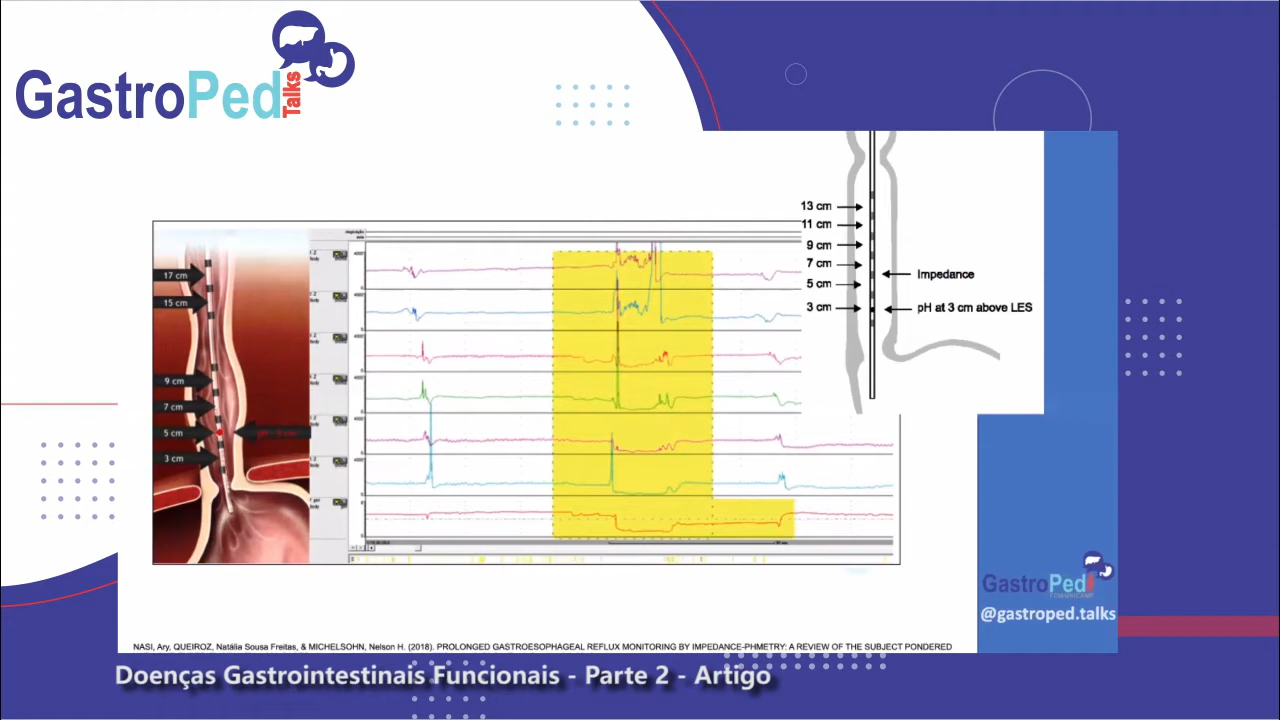 GastroPed
Talks
17 cm
15 cm
9 cm
7 cm
5 cm
3 cm
13 cm
11 cm
9 cm
7 cm
5 cm
3 cm
Impedance
pH at 3 cm above LES
GastroPed
@gastroped.talks
NASI, Ary, QUEIROZ, Natália Sousa Freitas, & MICHELSOHN, Nelson H. (2018). PROLONGED GASTROESOPHAGEAL REFLUX MONITORING BY IMPEDANCE-PHMETRY: A REVIEW OF THE SUBJECT PONDERED
Doenças Gastrointestinais Funcionais - Parte 2 - Artigo